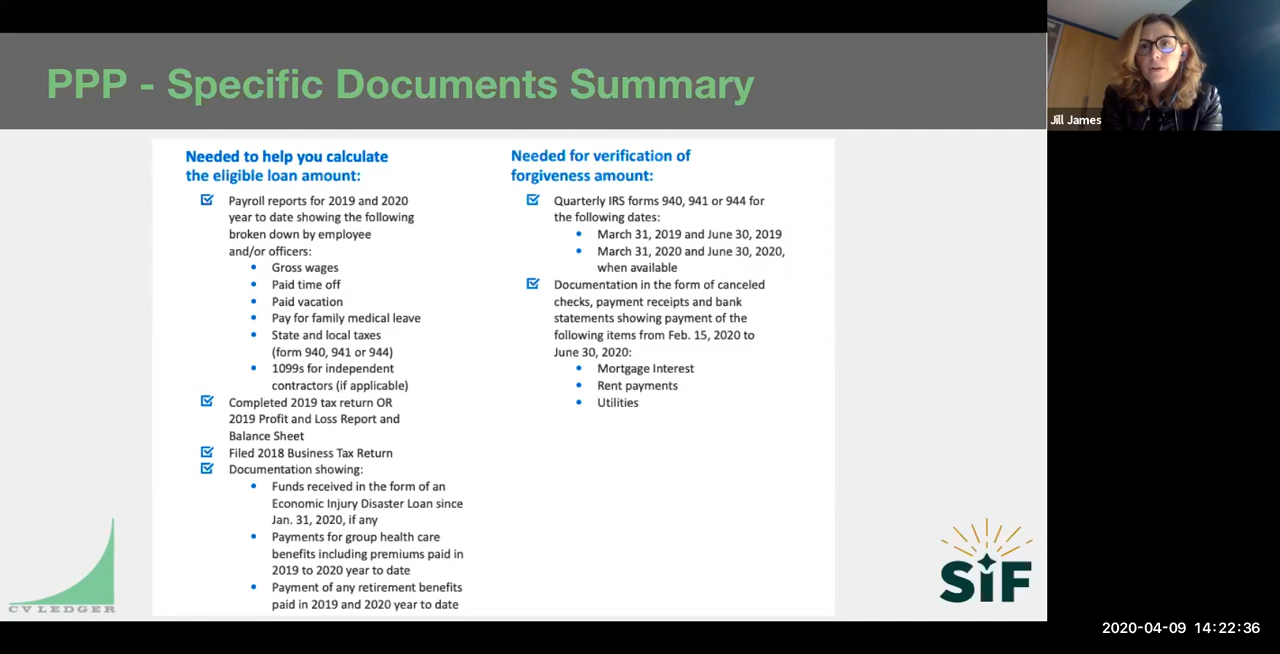 PPP - Specific Documents Summary
Jill James
Needed to help you calculate
the eligible loan amount:
Payroll reports for 2019 and 2020
year to date showing the following
broken down by employee
and/or officers:
Gross wages
Paid time off
Paid vacation
Pay for family medical leave
State and local taxes
(form 940, 941 or 944)
1099s for independent
contractors (if applicable)
Completed 2019 tax return OR
2019 Profit and Loss Report and
Balance Sheet
Filed 2018 Business Tax Return
Documentation showing:
Funds received in the form of an
Economic Injury Disaster Loan since
Jan. 31, 2020, if any
Payments for group health care
benefits including premiums paid in
2019 to 2020 year to date
Payment of any retirement benefits
paid in 2019 and 2020 year to date
Needed for verification of
forgiveness amount:
Quarterly IRS forms 940, 941 or 944 for
the following dates:
March 31, 2019 and June 30, 2019
March 31, 2020 and June 30, 2020,
when available
Documentation in the form of canceled
checks, payment receipts and bank
statements showing payment of the
following items from Feb. 15, 2020 to
June 30, 2020:
Mortgage Interest
Rent payments
Utilities
CVLEDGER
SiF
2020-04-09 14:22:36